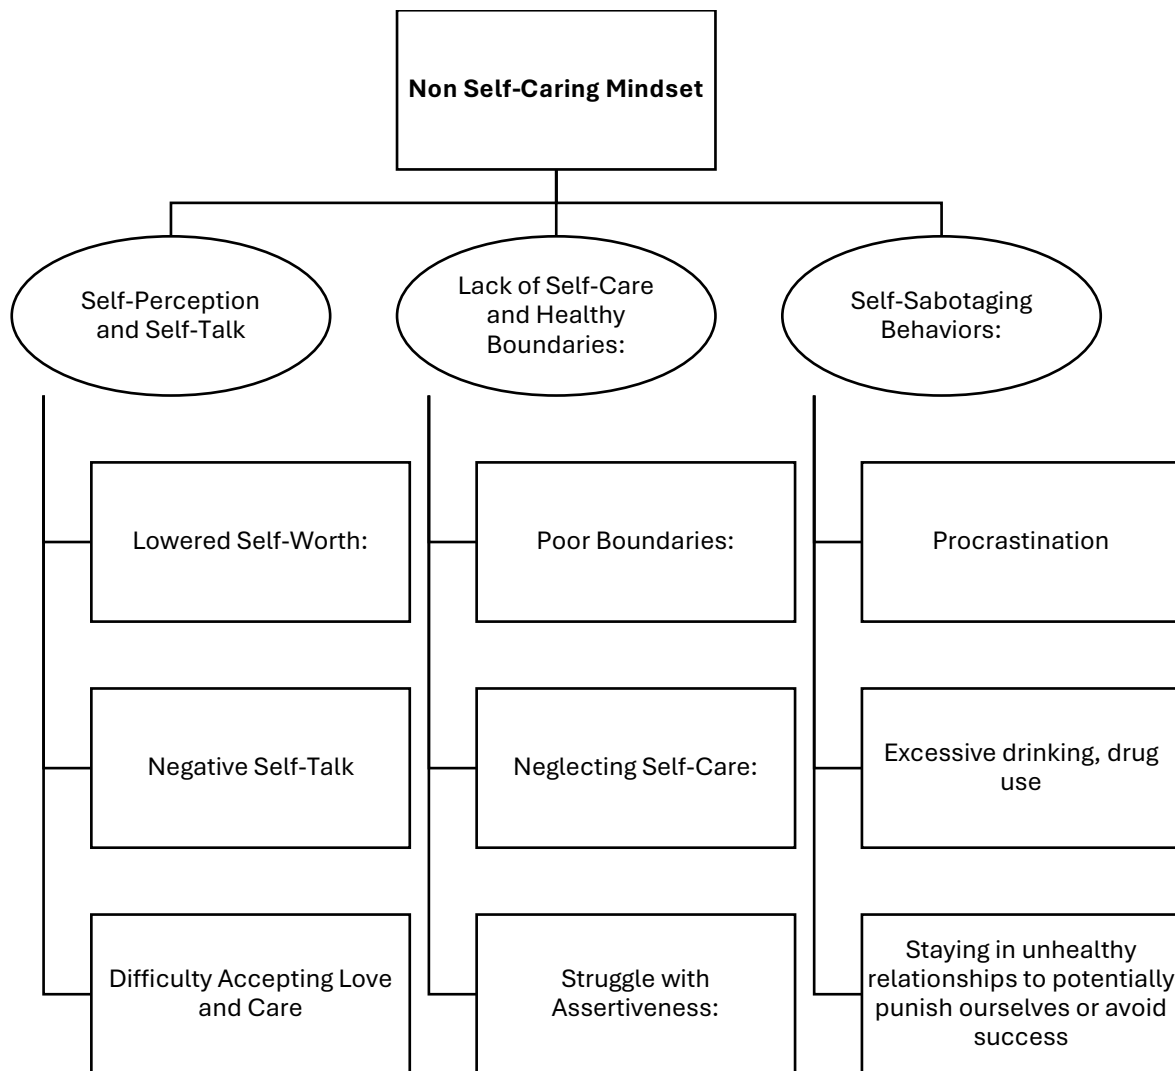 Non Self-Caring Mindset
Self-Perception
and Self-Talk
Lack of Self-Care
and Healthy
Boundaries:
Self-Sabotaging
Behaviors:
Lowered Self-Worth:
Poor Boundaries:
Procrastination
Negative Self-Talk
Neglecting Self-Care:
Excessive drinking, drug
use
Difficulty Accepting Love
and Care
Struggle with
Assertiveness:
Staying in unhealthy
relationships to potentially
punish ourselves or avoid
success